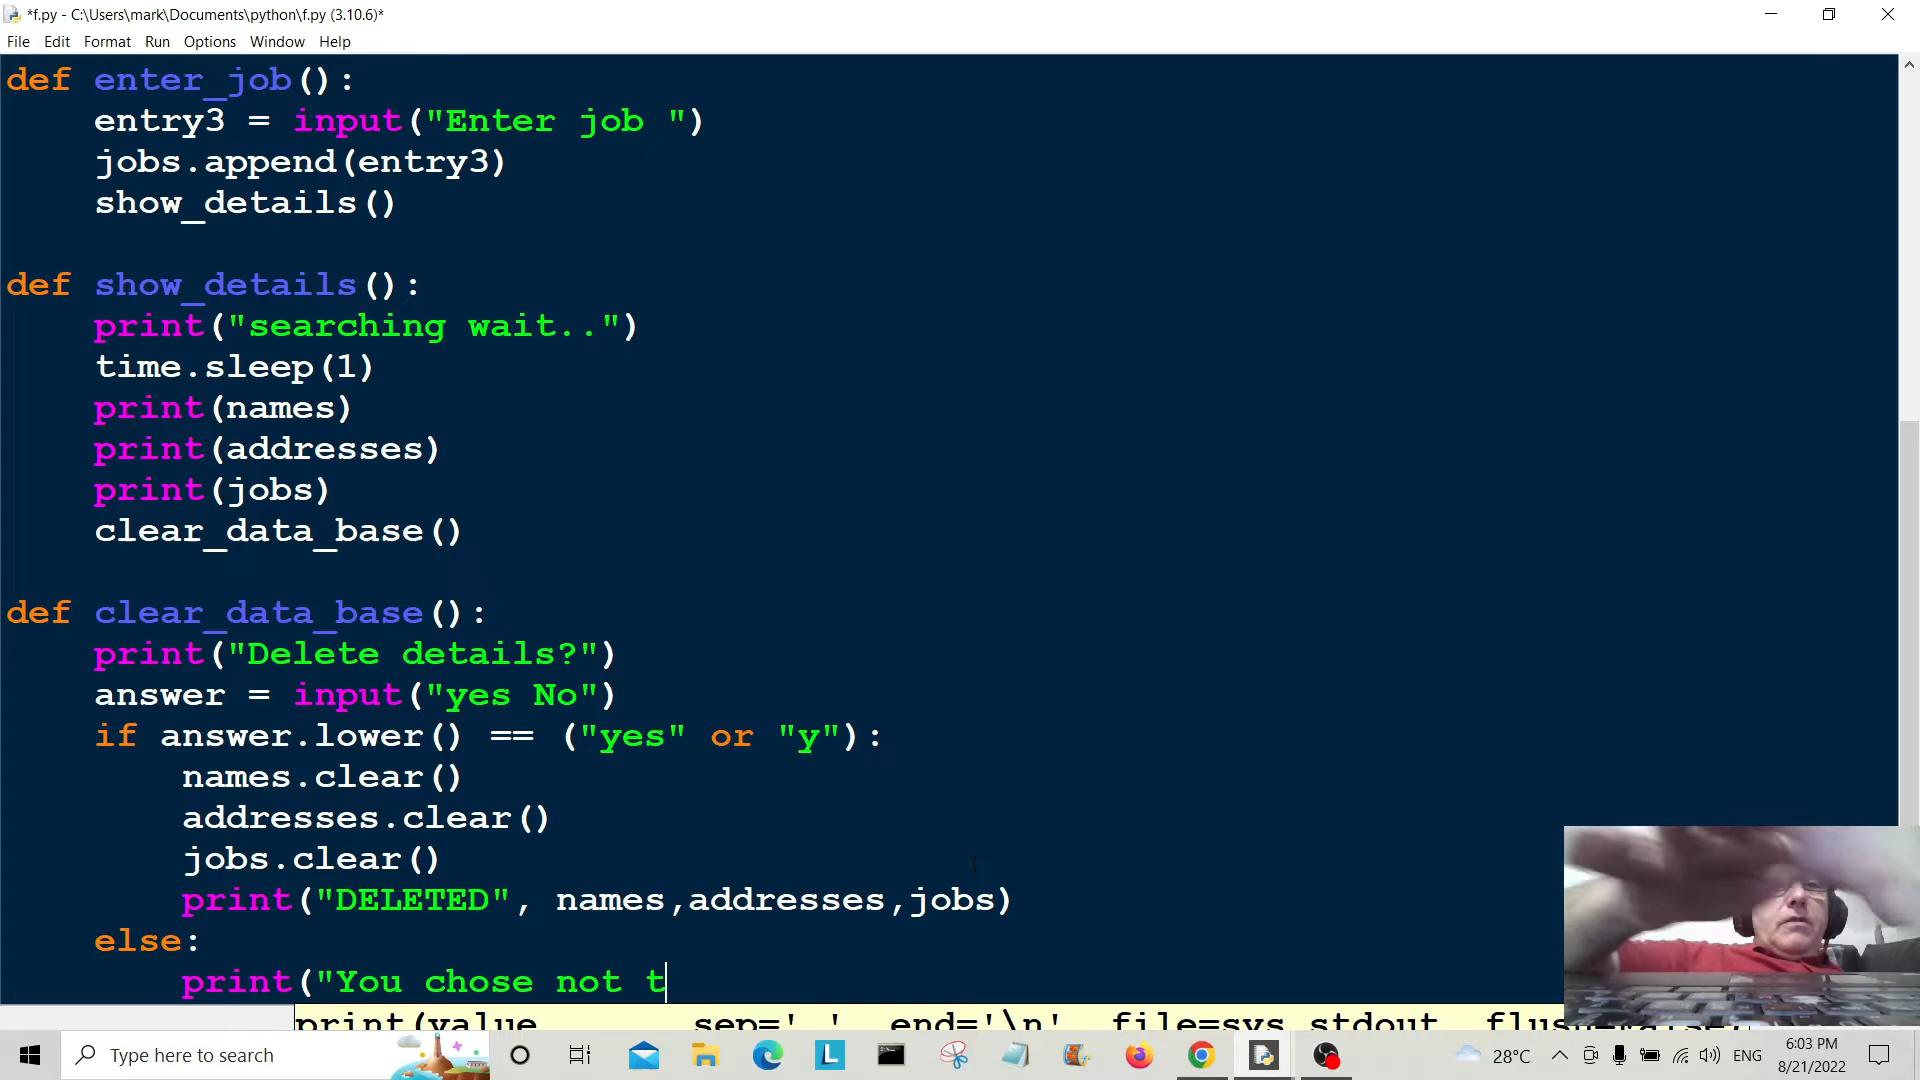 *f.py - C:\Users\mark\Documents\python\f.py (3.10.6)*
File Edit Format Run Options Window Help
def enter_job():
    entry3 = input("Enter job ")
    jobs.append(entry3)
    show_details()
def show_details():
    print("searching wait..")
    time.sleep(1)
    print(names)
    print(addresses)
    print(jobs)
    clear_data_base()
def clear_data_base():
    print("Delete details?")
    answer = input("yes No")
    if answer.lower() == ("yes" or "y"):
        names.clear()
        addresses.clear()
        jobs.clear()
        print("DELETED", names,addresses,jobs)
    else:
        print("You chose not t
print(value sep=' ' end='\n' file=sys stdout
Type here to search
L
28°C
ENG
6:03 PM
8/21/2022